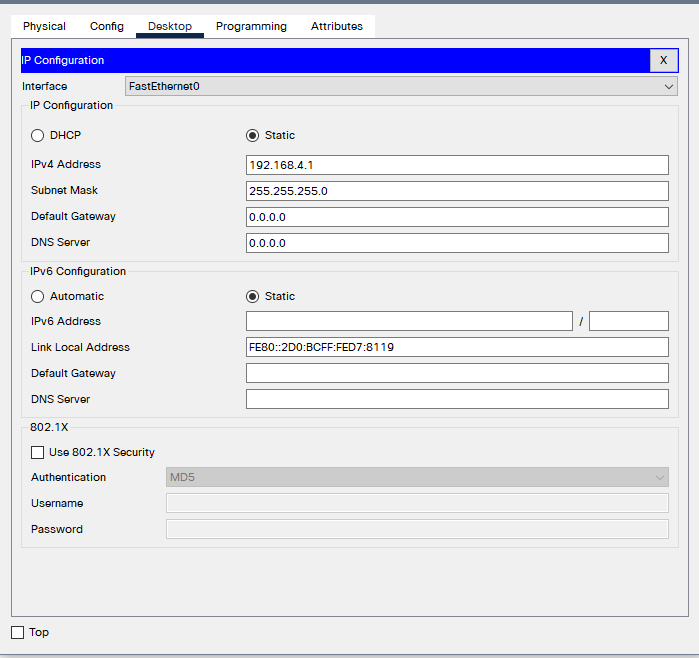 Physical Config Desktop Programming Attributes
IP Configuration X
Interface FastEthernet0
IP Configuration
DHCP Static
IPv4 Address 192.168.4.1
Subnet Mask 255.255.255.0
Default Gateway 0.0.0.0
DNS Server 0.0.0.0
IPv6 Configuration
Automatic Static
IPv6 Address /
Link Local Address FE80::2D0:BCFF:FED7:8119
Default Gateway
DNS Server
802.1X
Use 802.1X Security
Authentication MD5
Username
Password
Top